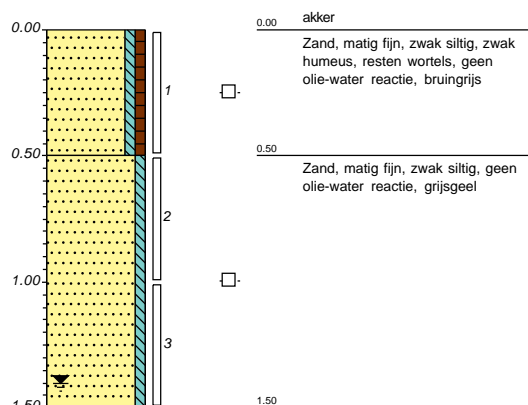 0.00
0.50
1.00
1.50
1
2
3
0.00
akker
Zand, matig fijn, zwak siltig, zwak
humeus, resten wortels, geen
olie-water reactie, bruingrijs
0.50
Zand, matig fijn, zwak siltig, geen
olie-water reactie, grijsgeel
1.50